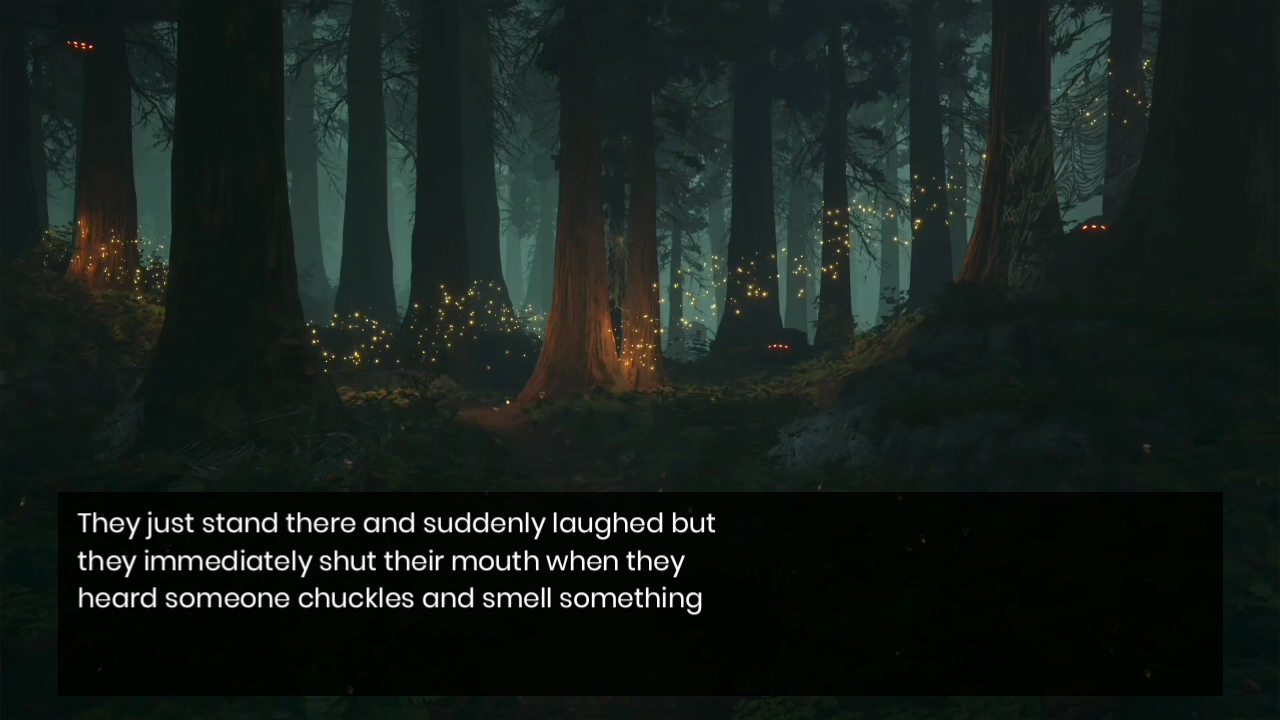 They just stand there and suddenly laughed but
they immediately shut their mouth when they
heard someone chuckles and smell something